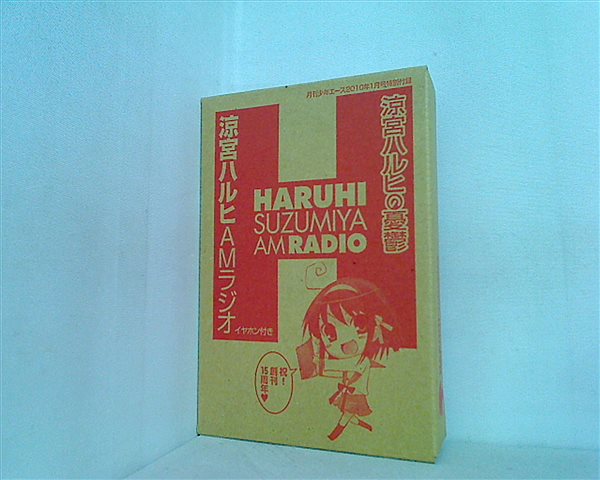 月刊少年エース2010年1月号特別付録
涼宮ハルヒの憂鬱
HARUHI
SUZUMIYA
AM RADIO
涼宮ハルヒAMラジオ
イヤホン付き
祝!
創刊
15周年♥